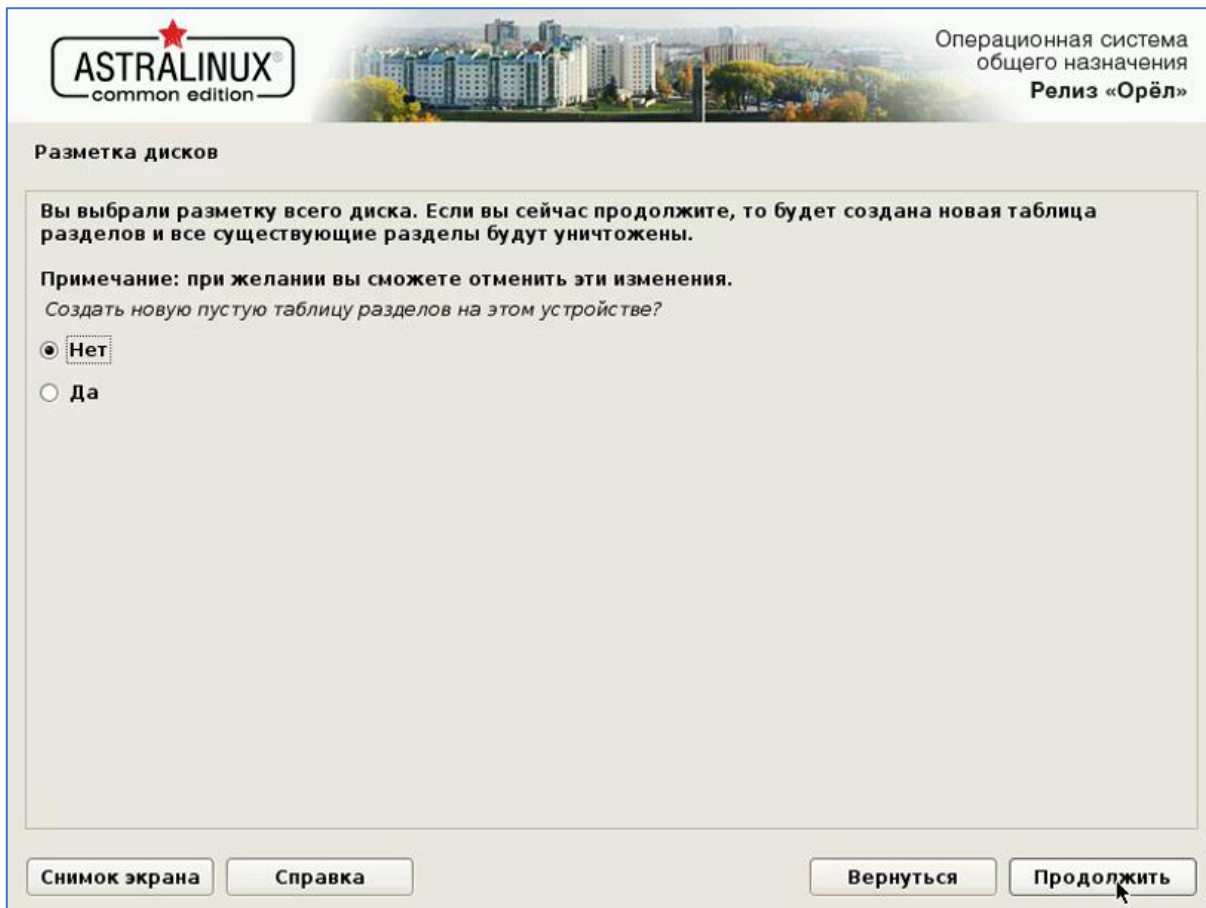 ASTRALINUX®
common edition
Операционная система
общего назначения
Релиз «Орёл»
Разметка дисков
Вы выбрали разметку всего диска. Если вы сейчас продолжите, то будет создана новая таблица
разделов и все существующие разделы будут уничтожены.
Примечание: при желании вы сможете отменить эти изменения.
Создать новую пустую таблицу разделов на этом устройстве?
Нет
Да
Снимок экрана
Справка
Вернуться
Продолжить